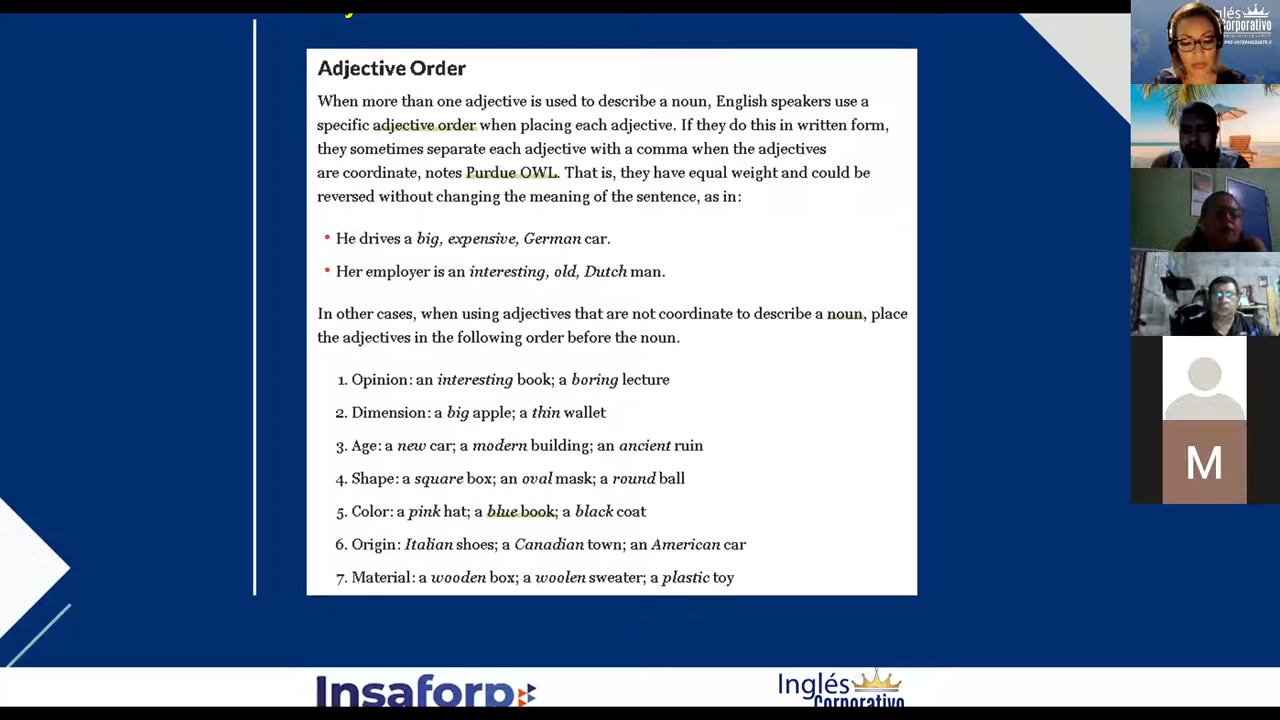 Adjective Order
When more than one adjective is used to describe a noun, English speakers use a
specific adjective order when placing each adjective. If they do this in written form,
they sometimes separate each adjective with a comma when the adjectives
are coordinate, notes Purdue OWL. That is, they have equal weight and could be
reversed without changing the meaning of the sentence, as in:
• He drives a big, expensive, German car.
• Her employer is an interesting, old, Dutch man.
In other cases, when using adjectives that are not coordinate to describe a noun, place
the adjectives in the following order before the noun.
1. Opinion: an interesting book; a boring lecture
2. Dimension: a big apple; a thin wallet
3. Age: a new car; a modern building; an ancient ruin
4. Shape: a square box; an oval mask; a round ball
5. Color: a pink hat; a blue book; a black coat
6. Origin: Italian shoes; a Canadian town; an American car
7. Material: a wooden box; a woolen sweater; a plastic toy
M
Insaforp
Inglés
Corporativo